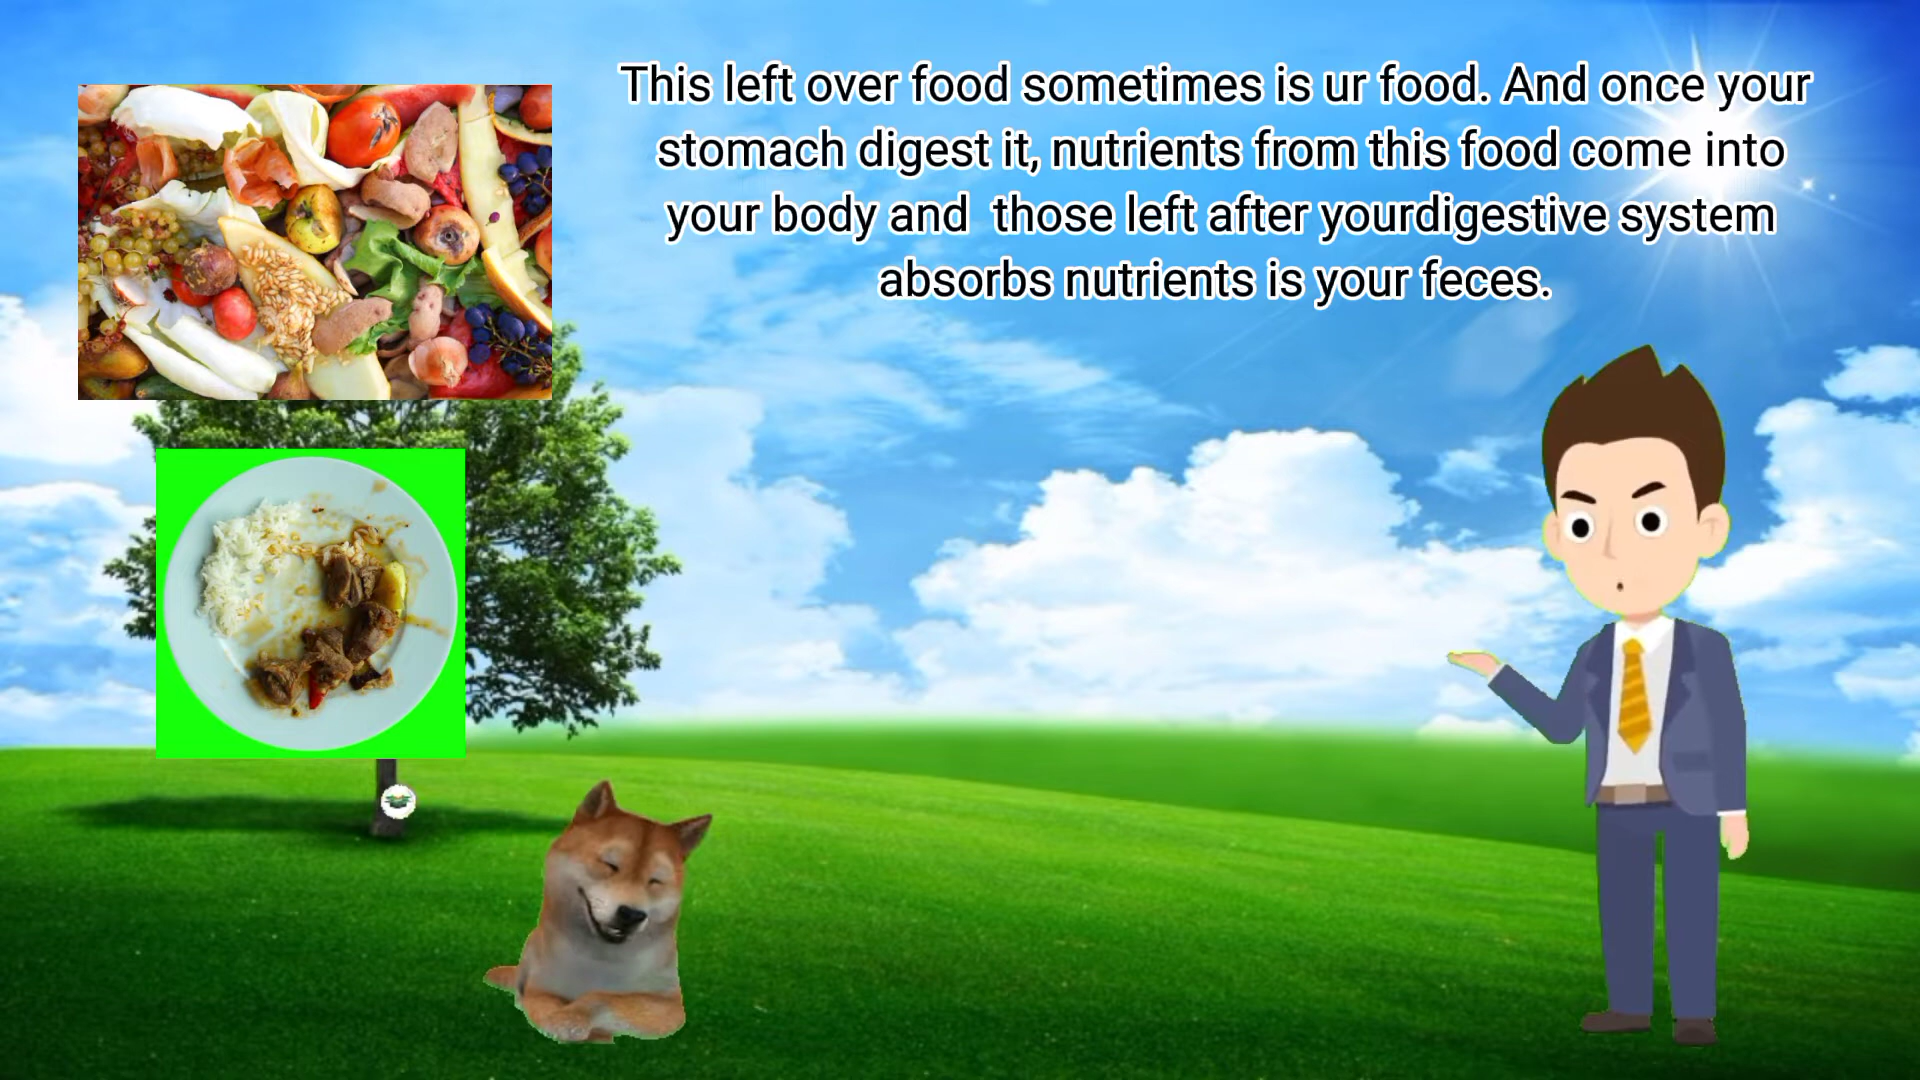 This left over food sometimes is ur food. And once your
stomach digest it, nutrients from this food come into
your body and  those left after yourdigestive system
absorbs nutrients is your feces.